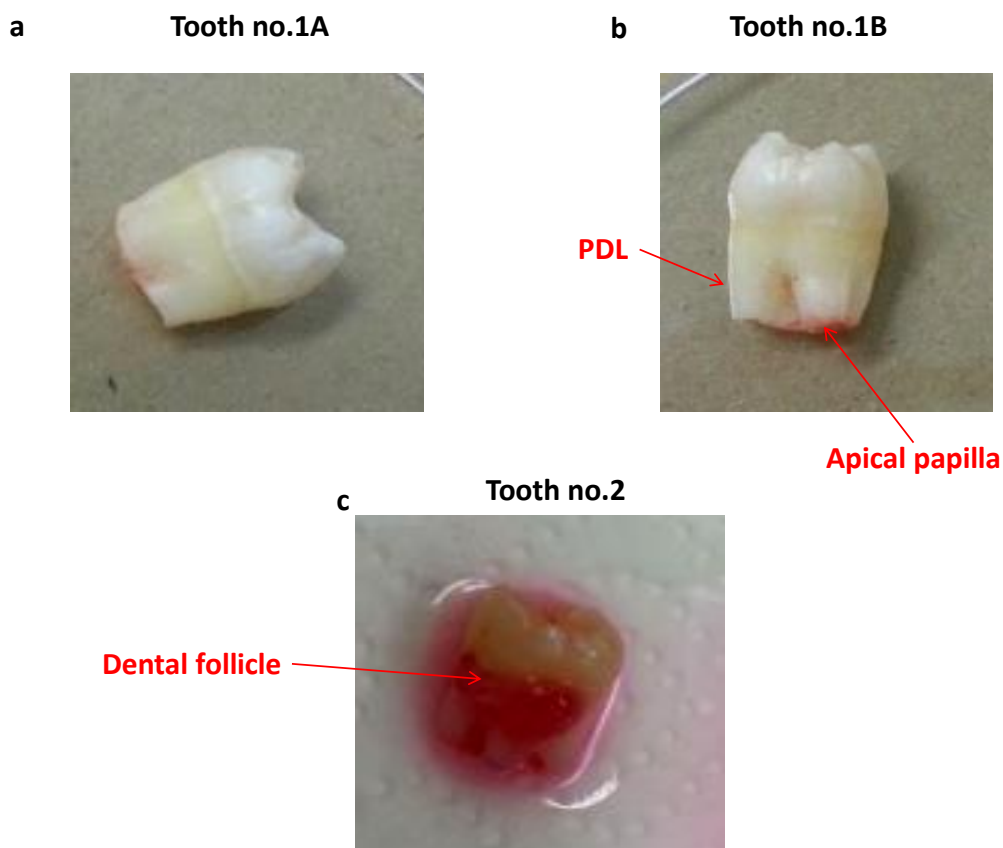 a
Tooth no.1A
b
Tooth no.1B
PDL
Apical papilla
c
Tooth no.2
Dental follicle